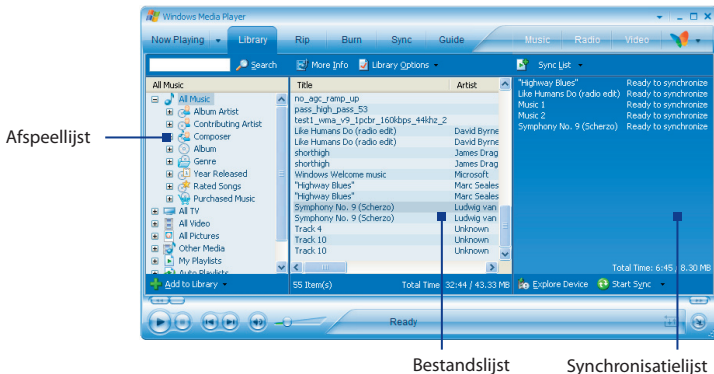 Windows Media Player
Now Playing Library Rip Burn Sync Guide Music Radio Video
Search More Info Library Options Sync List
All Music
All Music
Album Artist
Contributing Artist
Composer
Album
Genre
Year Released
Rated Songs
Purchased Music
All TV
All Video
All Pictures
Other Media
My Playlists
Auto Playlists
Add to Library
Title Artist
no_agc_ramp_up
pass_high_pass_53
test1_wma_v9_1pcbr_160kbps_44khz_2
Like Humans Do (radio edit) David Byrne
Like Humans Do (radio edit) David Byrne
shorthigh James Drag
shorthigh James Drag
Windows Welcome music Microsoft
"Highway Blues" Marc Seales
"Highway Blues" Marc Seales
Symphony No. 9 (Scherzo) Ludwig van
Symphony No. 9 (Scherzo) Ludwig van
Track 4 Unknown
Track 10 Unknown
Track 10 Unknown
55 Item(s) Total Time: 32:44 / 43.33 MB
"Highway Blues" Ready to synchronize
Like Humans Do (radio edit) Ready to synchronize
Music 1 Ready to synchronize
Music 2 Ready to synchronize
Symphony No. 9 (Scherzo) Ready to synchronize
Total Time: 6:45 / 8.30 MB
Explore Device Start Sync
Ready
Afspeellijst
Bestandslijst
Synchronisatielijst